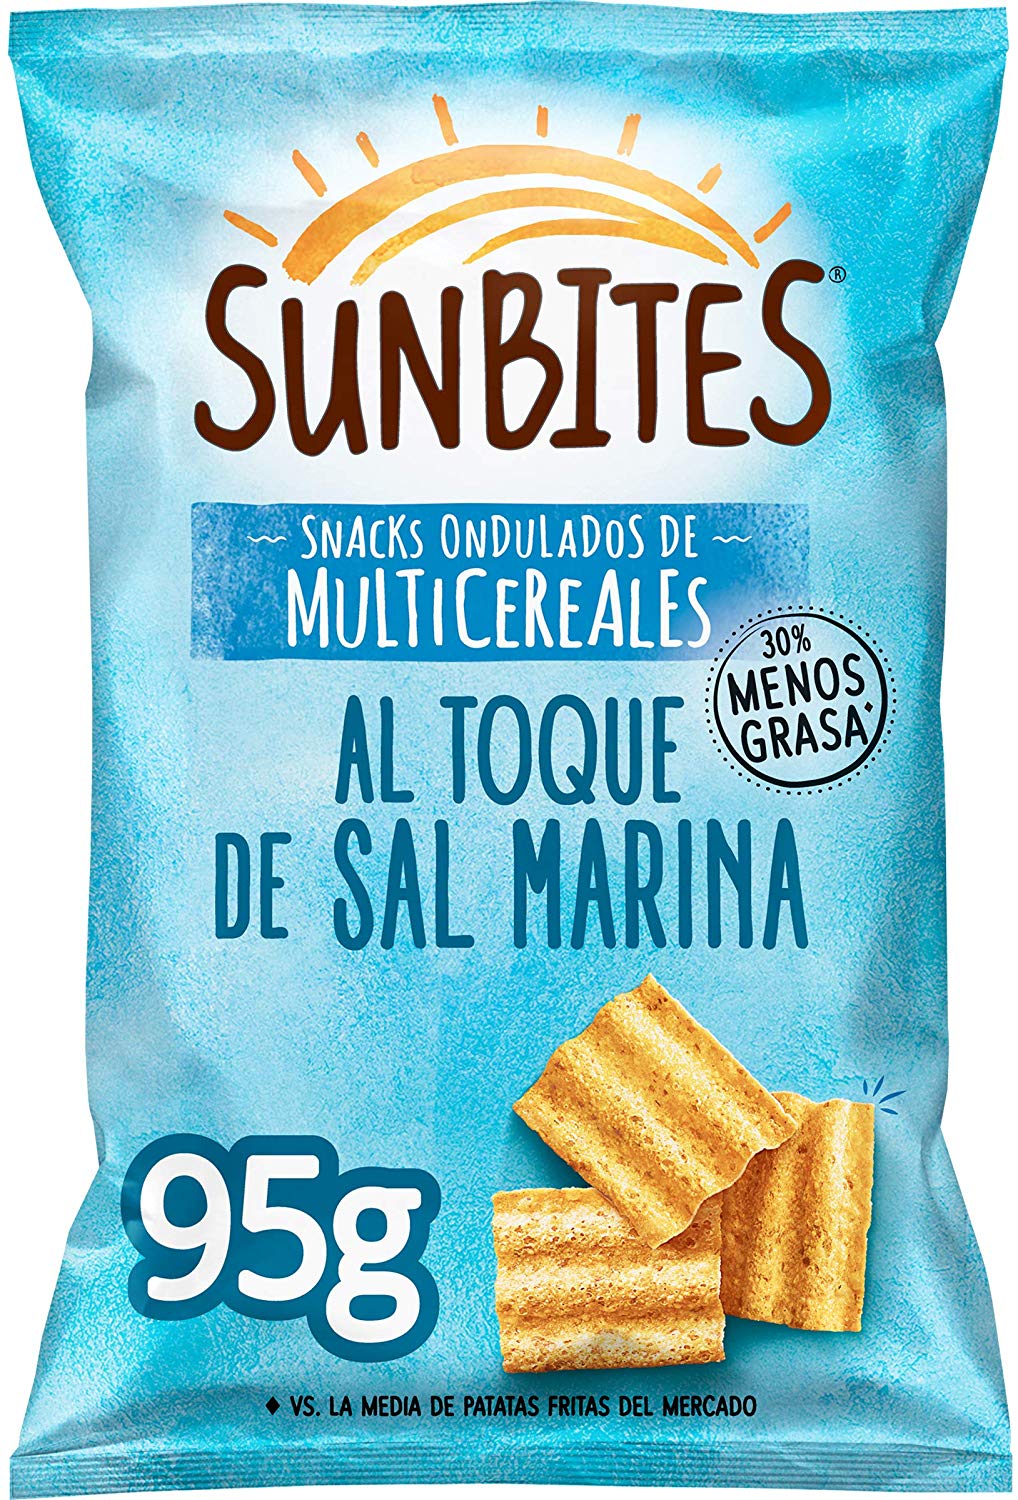 SUNBITES®
~ SNACKS ONDULADOS DE ~
MULTICEREALES
30%
MENOS
GRASA♦
AL TOQUE
DE SAL MARINA
95g
♦ VS. LA MEDIA DE PATATAS FRITAS DEL MERCADO